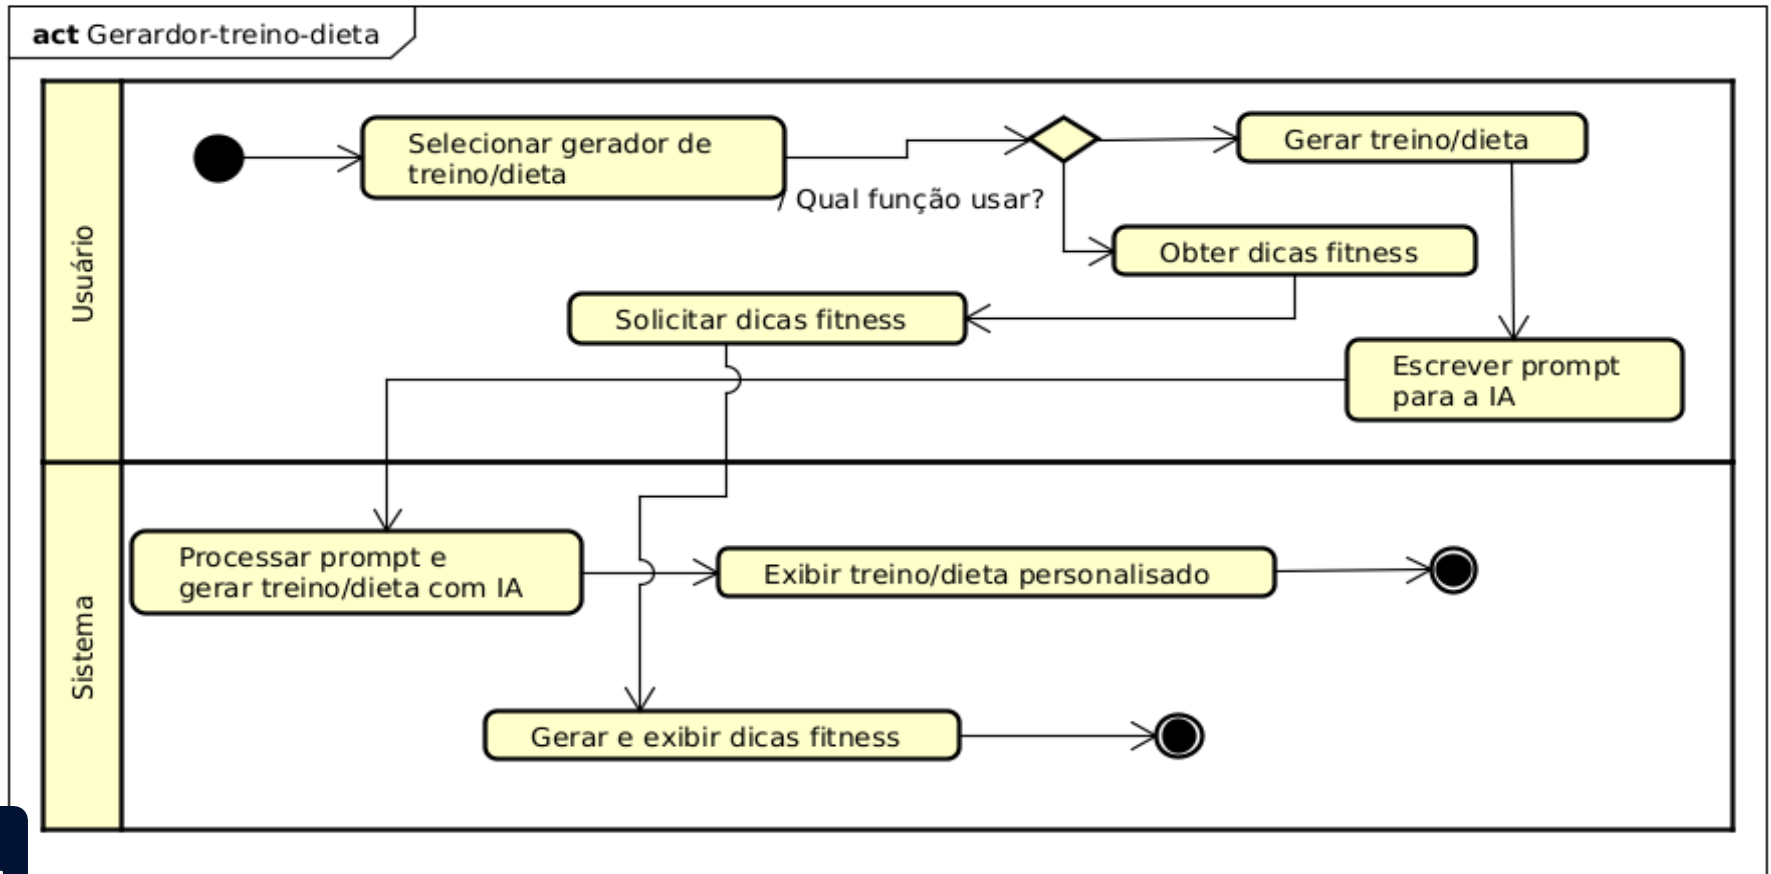 act Gerardor-treino-dieta
Usuário
Selecionar gerador de
treino/dieta
/ Qual função usar?
Gerar treino/dieta
Obter dicas fitness
Solicitar dicas fitness
Escrever prompt
para a IA
Sistema
Processar prompt e
gerar treino/dieta com IA
Exibir treino/dieta personalisado
Gerar e exibir dicas fitness